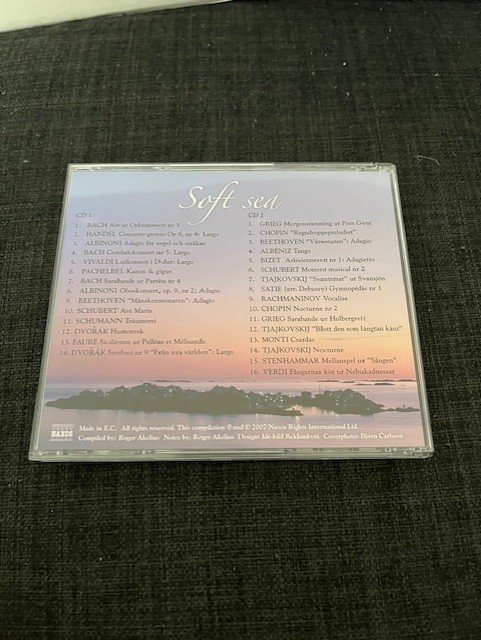 Soft sea
CD 1
1. BACH Air ur Orkestersvit nr 3
2. HANDEL Concerto grosso Op 6, nr 4: Largo
3. ALBINONI Adagio för orgel och stråkar
4. BACH Cembalokonsert nr 5: Largo
5. VIVALDI Lutkonsert i D-dur: Largo
6. PACHELBEL Kanon & gigue
7. BACH Sarabande ur Partita nr 4
8. ALBINONI Oboekonsert, op. 9, nr 2: Adagio
9. BEETHOVEN "Månskenssonaten": Adagio
10. SCHUBERT Ave Maria
11. SCHUMANN Träumerei
12. DVOŘÁK Humoresk
13. FAURÉ Sicilienne ur Pelléas et Mélisande
14. DVOŘÁK Symfoni nr 9 "Från nya världen": Largo
CD 2
1. GRIEG Morgonstämning ur Peer Gynt
2. CHOPIN "Regndroppspreludiet"
3. BEETHOVEN "Vårsonaten": Adagio
4. ALBÉNIZ Tango
5. BIZET Arlésiennesvit nr 1: Adagietto
6. SCHUBERT Moment musical nr 2
7. TJAJKOVSKIJ "Svantemat" ur Svansjön
8. SATIE (arr. Debussy) Gymnopédie nr 1
9. RACHMANINOV Vocalise
10. CHOPIN Nocturne nr 2
11. GRIEG Sarabande ur Holbergsvit
12. TJAJKOVSKIJ "Blott den som längtan känt"
13. MONTI Csardas
14. TJAJKOVSKIJ Nocturne
15. STENHAMMAR Mellanspel ur "Sången"
16. VERDI Fångarnas kör ur Nebukadnessar
NAXOS
Made in E.C. All rights reserved. This compilation ℗ and © 2007 Naxos Rights International Ltd.
Compiled by: Roger Akelius Notes by: Roger Akelius Design: Idé-bild Reklambyrå Coverphoto: Björn Carlsson